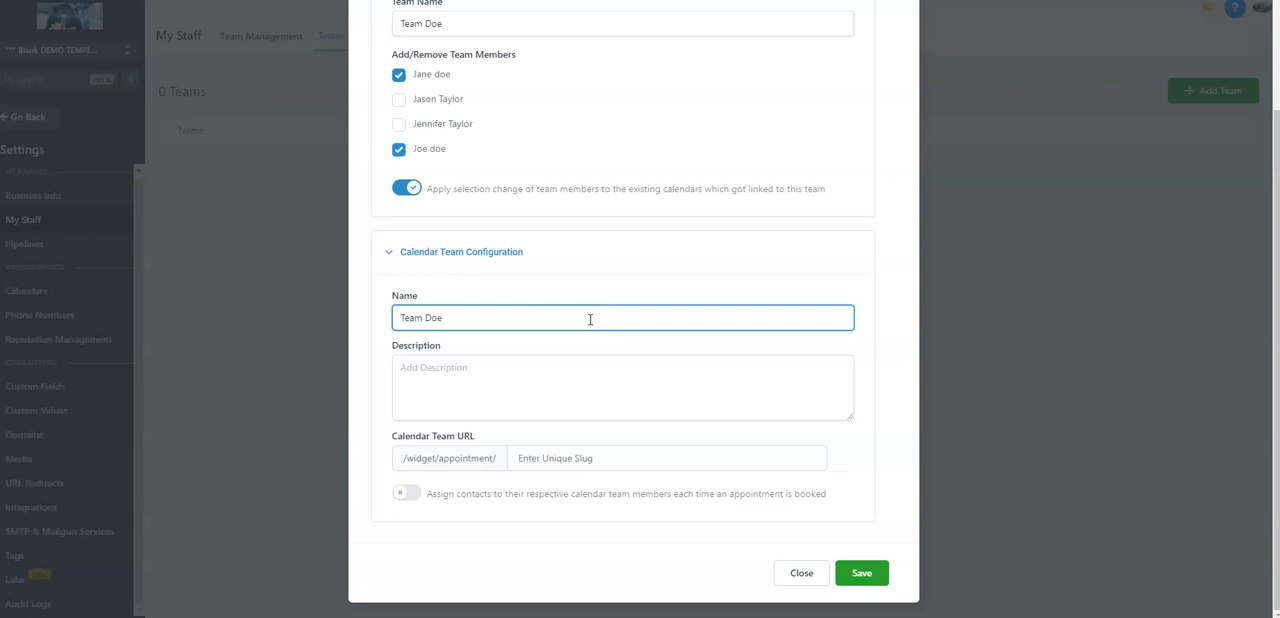 Team Name
Team Doe
Add/Remove Team Members
Jane doe
Jason Taylor
Jennifer Taylor
Joe doe
Apply selection change of team members to the existing calendars which got linked to this team
Calendar Team Configuration
Name
Team Doe
Description
Add Description
Calendar Team URL
/widget/appointment/ Enter Unique Slug
Assign contacts to their respective calendar team members each time an appointment is booked
Close Save
My Staff Team Management Teams
0 Teams
+ Add Team
Name
*** Blank DEMO TEMPL...
Go Back
Settings
Business Info
My Staff
Pipelines
Calendars
Phone Numbers
Reputation Management
Custom Fields
Custom Values
Domains
Media
URL Redirects
Integrations
SMTP & Mailgun Services
Tags
Labs
Audit Logs